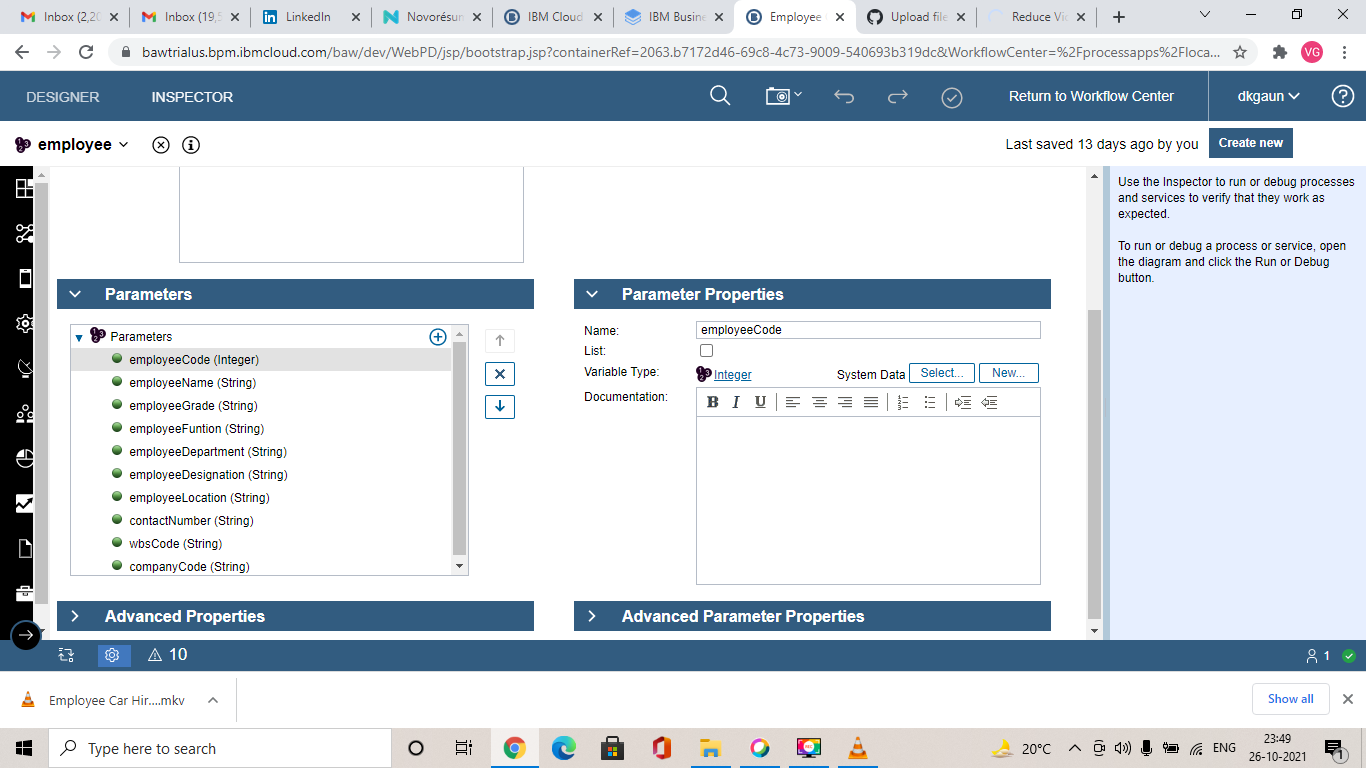 Inbox (2,20
Inbox (19,5
LinkedIn
Novorésum
IBM Cloud
IBM Busine
Employee
Upload file
Reduce Vid
bawtrialus.bpm.ibmcloud.com/baw/dev/WebPD/jsp/bootstrap.jsp?containerRef=2063.b7172d46-69c8-4c73-9009-540693b319dc&WorkflowCenter=%2Fprocessapps%2Floca...
VG
DESIGNER
INSPECTOR
Return to Workflow Center
dkgaun
employee
Last saved 13 days ago by you
Create new
Use the Inspector to run or debug processes
and services to verify that they work as
expected.
To run or debug a process or service, open
the diagram and click the Run or Debug
button.
Parameters
Parameters
employeeCode (Integer)
employeeName (String)
employeeGrade (String)
employeeFuntion (String)
employeeDepartment (String)
employeeDesignation (String)
employeeLocation (String)
contactNumber (String)
wbsCode (String)
companyCode (String)
Parameter Properties
Name: employeeCode
List:
Variable Type: Integer System Data Select... New...
Documentation:
B I U
Advanced Properties
Advanced Parameter Properties
10
1
Employee Car Hir....mkv
Show all
Type here to search
20°C
ENG
23:49
26-10-2021
1